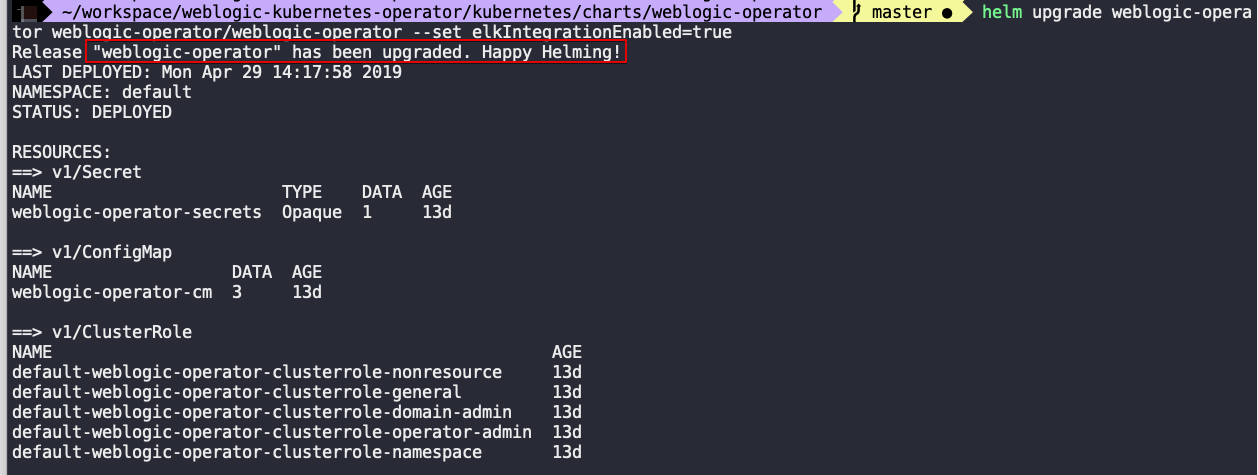 ~/workspace/weblogic-kubernetes-operator/kubernetes/charts/weblogic-operator master ● helm upgrade weblogic-opera
tor weblogic-operator/weblogic-operator --set elkIntegrationEnabled=true
Release "weblogic-operator" has been upgraded. Happy Helming!
LAST DEPLOYED: Mon Apr 29 14:17:58 2019
NAMESPACE: default
STATUS: DEPLOYED
RESOURCES:
==> v1/Secret
NAME TYPE DATA AGE
weblogic-operator-secrets Opaque 1 13d
==> v1/ConfigMap
NAME DATA AGE
weblogic-operator-cm 3 13d
==> v1/ClusterRole
NAME AGE
default-weblogic-operator-clusterrole-nonresource 13d
default-weblogic-operator-clusterrole-general 13d
default-weblogic-operator-clusterrole-domain-admin 13d
default-weblogic-operator-clusterrole-operator-admin 13d
default-weblogic-operator-clusterrole-namespace 13d